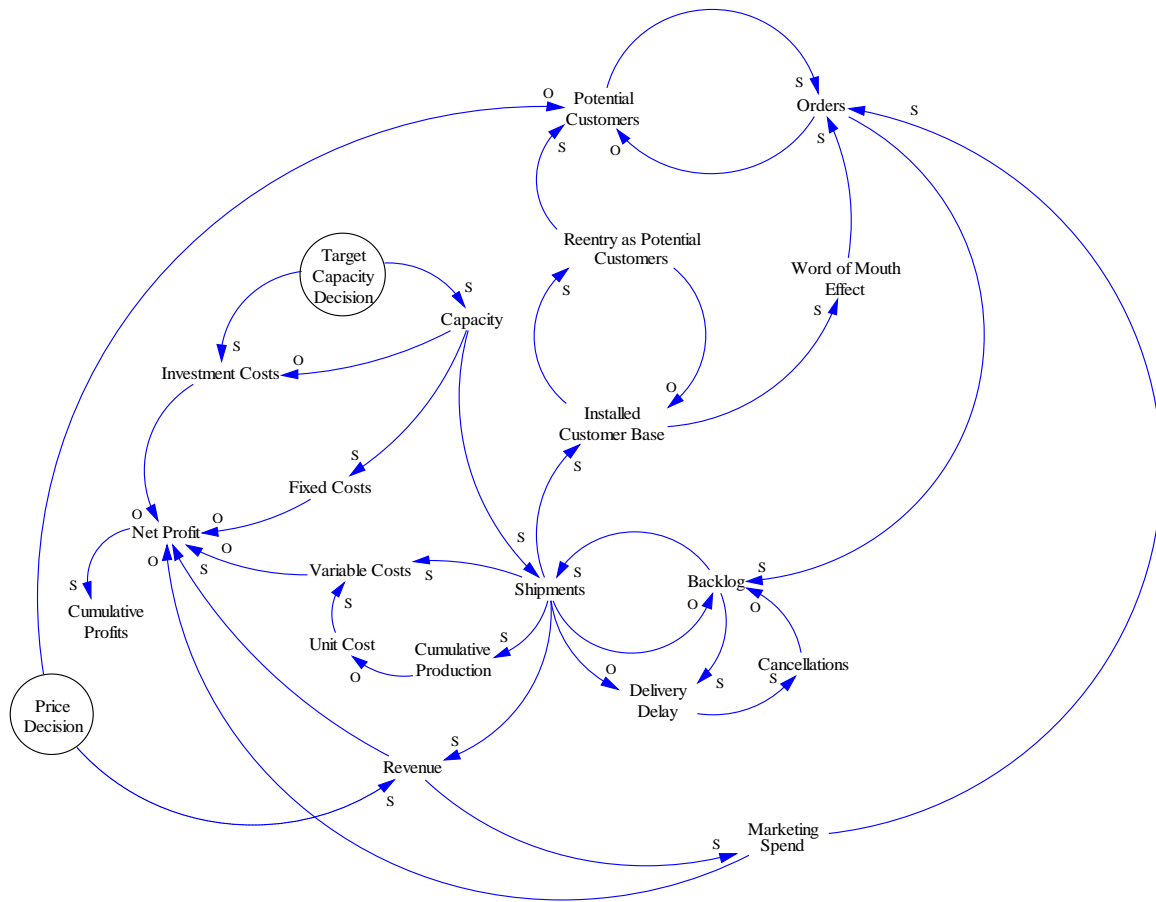 O
Potential
Customers
S
Orders
S
S
O
S
S
Reentry as Potential
Customers
Word of Mouth
Effect
S
S
Target
Capacity
Decision
S
Capacity
S
O
Investment Costs
O
Installed
Customer Base
S
S
Fixed Costs
O
O
Net Profit
O
S
O
S
Cumulative
Profits
Variable Costs
S
S
Shipments
S
Backlog
S
O
O
S
Unit Cost
O
Cumulative
Production
S
O
Delivery
Delay
S
Cancellations
S
Price
Decision
S
Revenue
S
Marketing
Spend
S